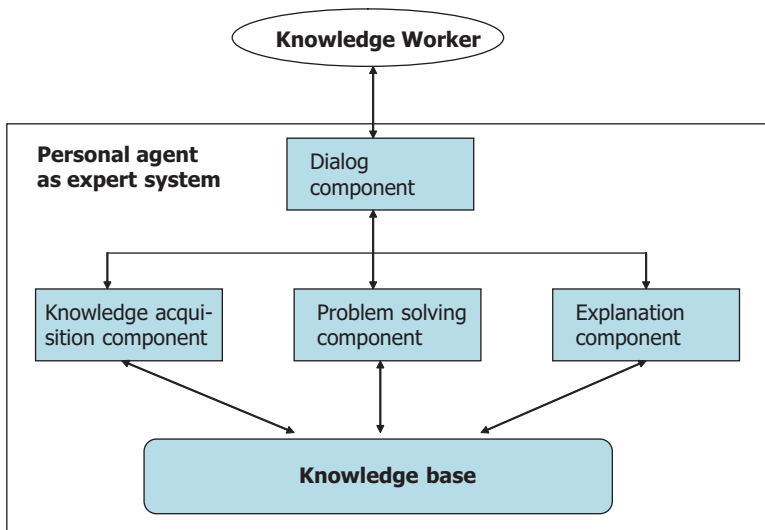 Knowledge Worker
Personal agent
as expert system
Dialog
component
Knowledge acqui-
sition component
Problem solving
component
Explanation
component
Knowledge base